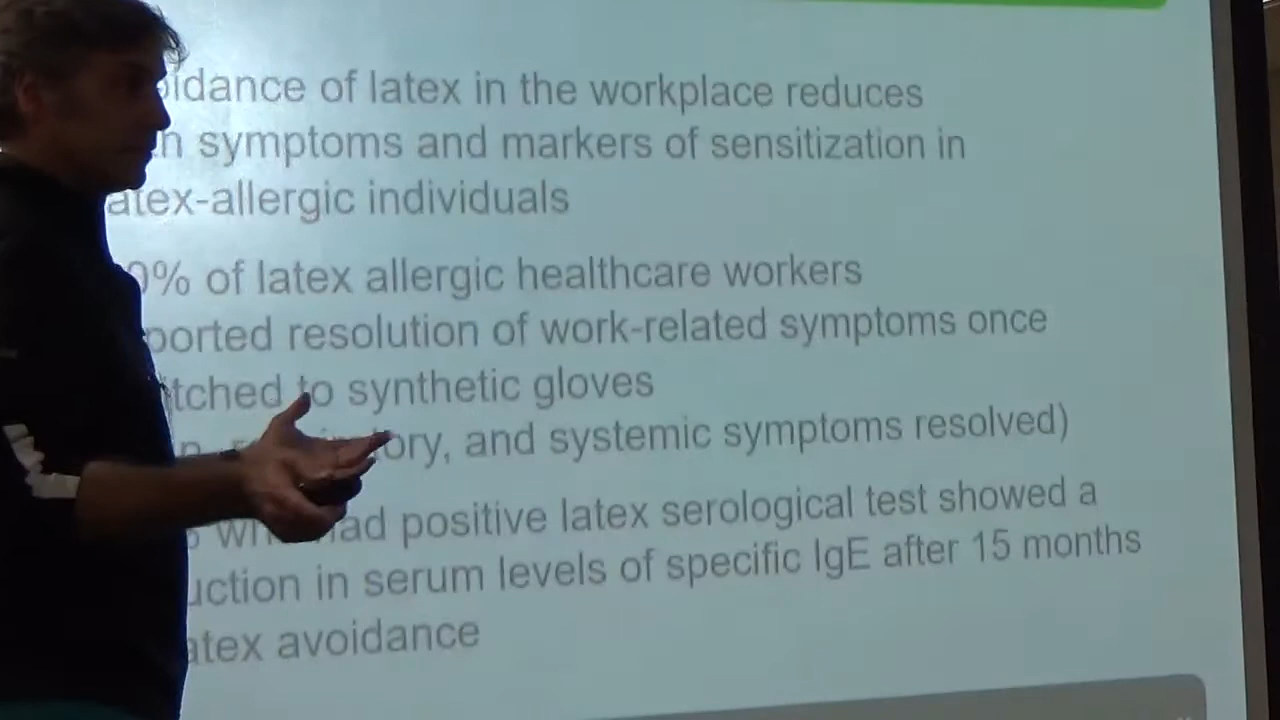 oidance of latex in the workplace reduces
h symptoms and markers of sensitization in
atex-allergic individuals
0% of latex allergic healthcare workers
ported resolution of work-related symptoms once
tched to synthetic gloves
ory, and systemic symptoms resolved)
had positive latex serological test showed a
uction in serum levels of specific IgE after 15 months
atex avoidance